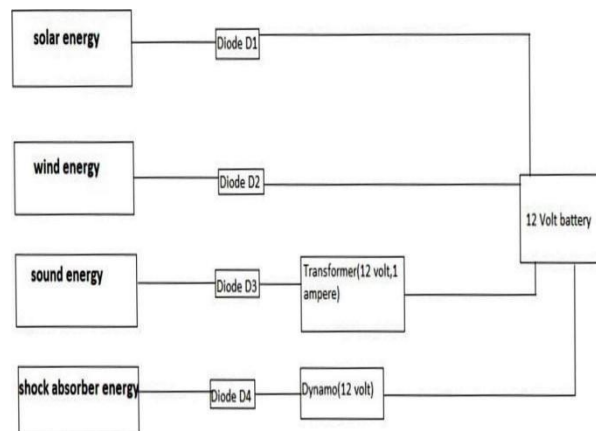 solar energy
Diode D1
wind energy
Diode D2
12 Volt battery
sound energy
Diode D3
Transformer(12 volt,1
ampere)
shock absorber energy
Diode D4
Dynamo(12 volt)